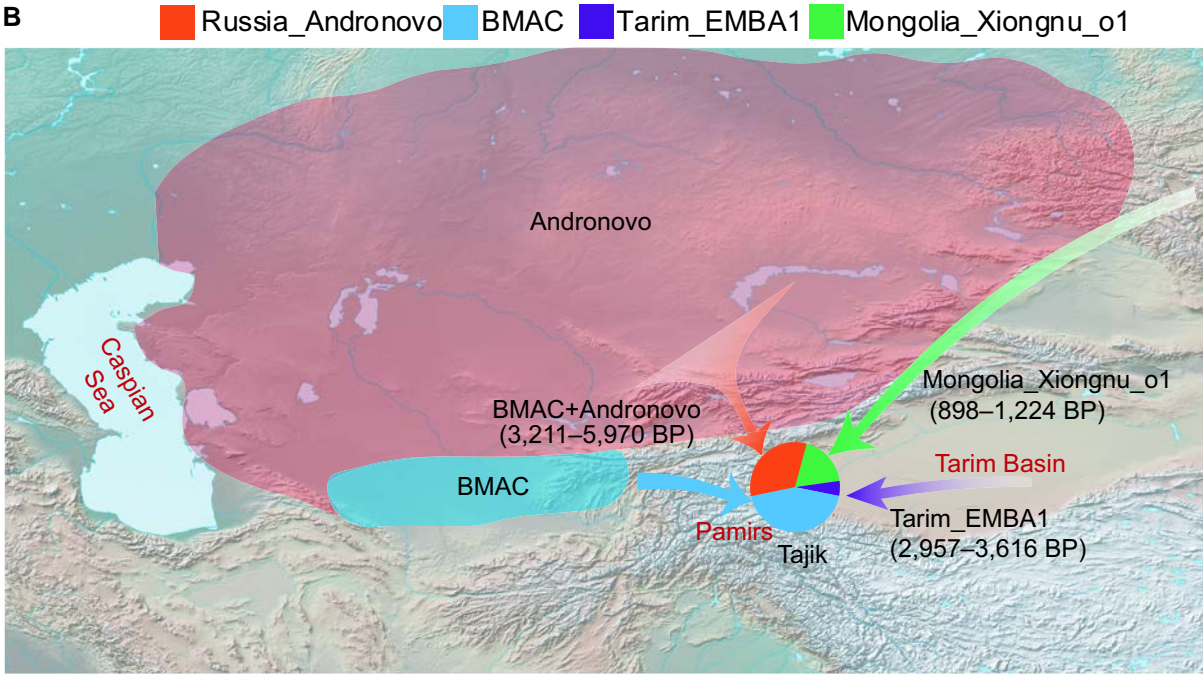 B
Russia_Andronovo BMAC Tarim_EMBA1 Mongolia_Xiongnu_o1
Andronovo
Caspian
Sea
Mongolia_Xiongnu_o1
(898–1,224 BP)
BMAC+Andronovo
(3,211–5,970 BP)
Tarim Basin
BMAC
Tarim_EMBA1
(2,957–3,616 BP)
Pamirs
Tajik